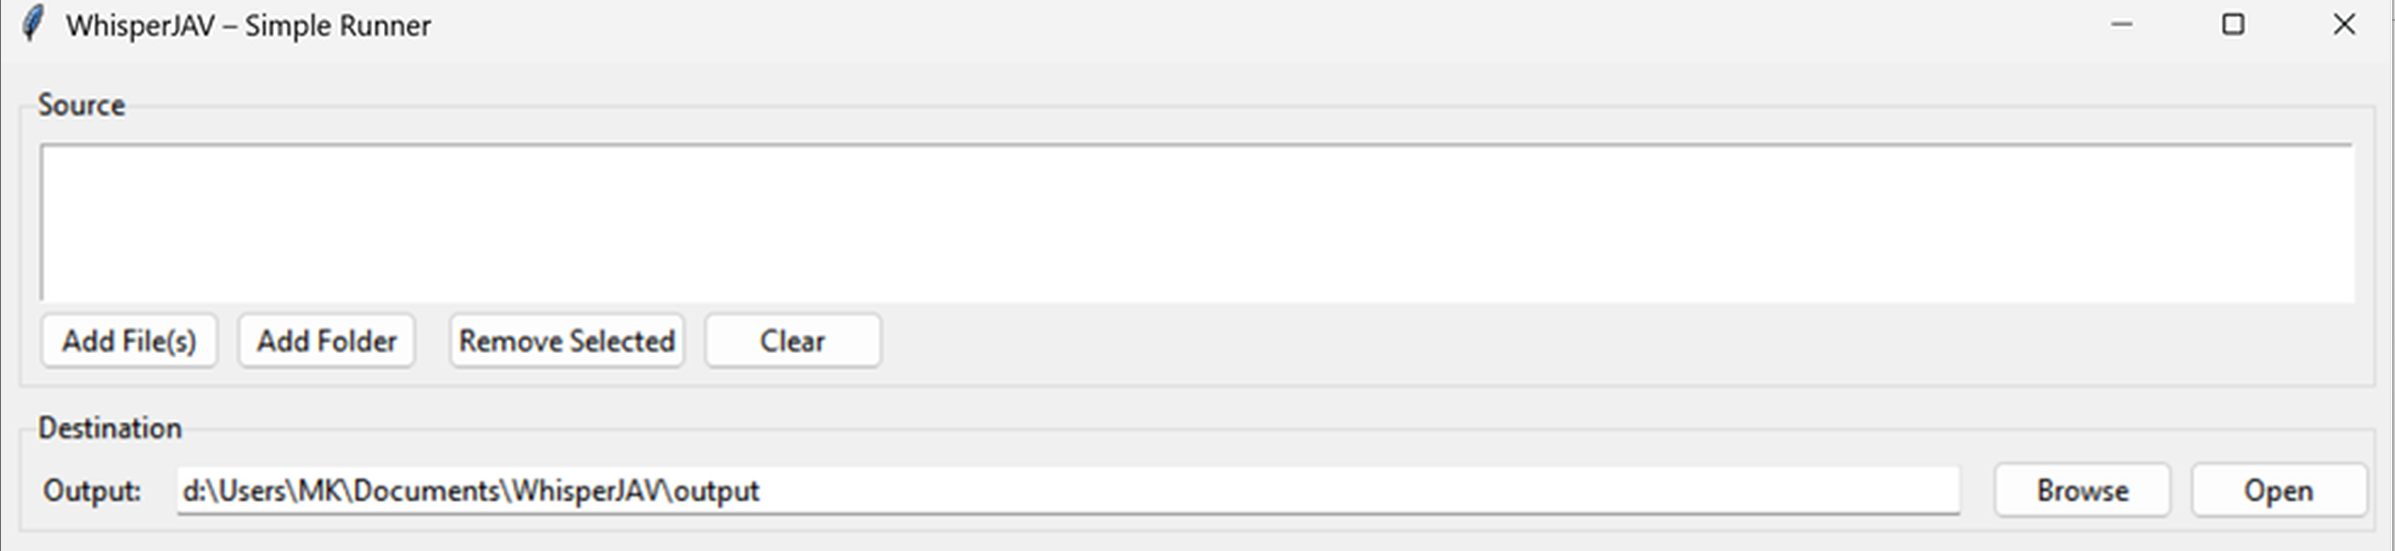 WhisperJAV – Simple Runner
Source
Add File(s) Add Folder Remove Selected Clear
Destination
Output: d:\Users\MK\Documents\WhisperJAV\output Browse Open